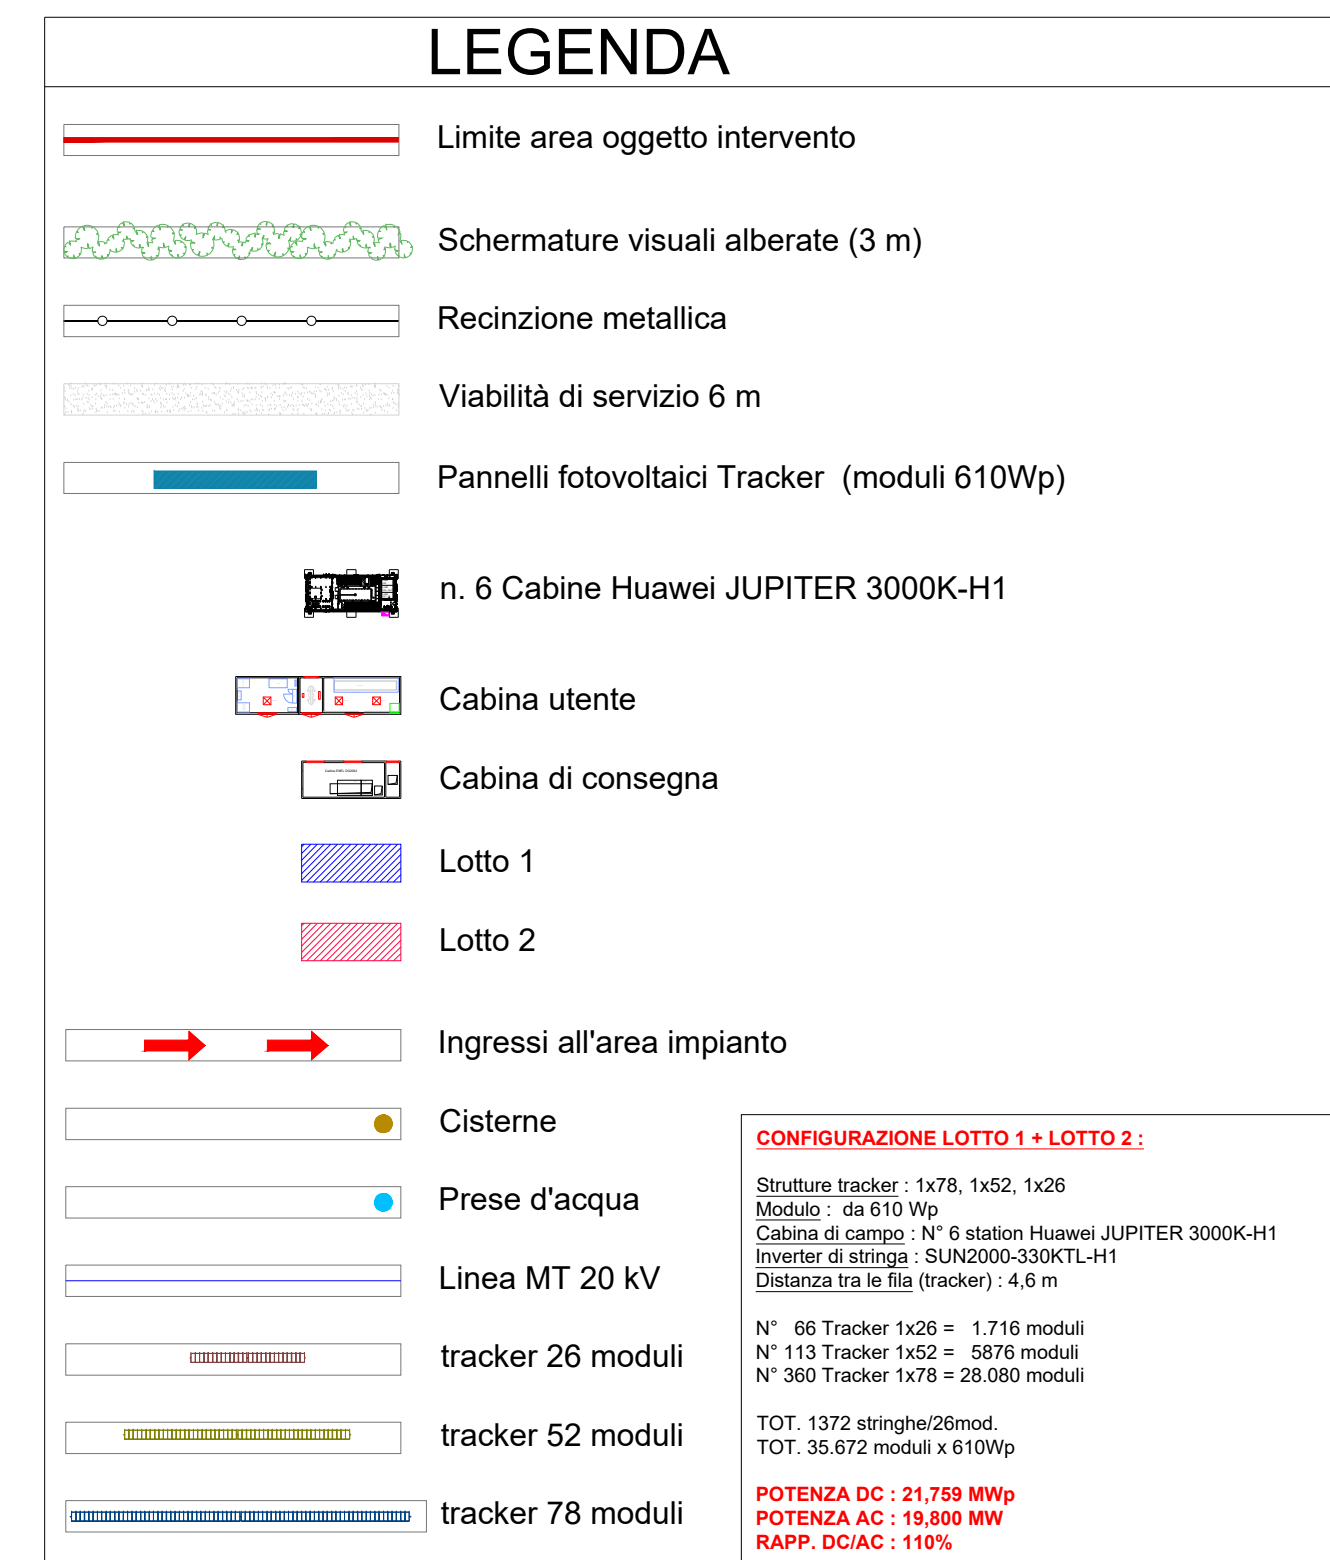 LEGENDA
Limite area oggetto intervento
Schermature visuali alberate (3 m)
Recinzione metallica
Viabilità di servizio 6 m
Pannelli fotovoltaici Tracker (moduli 610Wp)
n. 6 Cabine Huawei JUPITER 3000K-H1
Cabina utente
Cabina di consegna
Lotto 1
Lotto 2
Ingressi all'area impianto
Cisterne
Prese d'acqua
Linea MT 20 kV
tracker 26 moduli
tracker 52 moduli
tracker 78 moduli
CONFIGURAZIONE LOTTO 1 + LOTTO 2 :
Strutture tracker : 1x78, 1x52, 1x26
Modulo : da 610 Wp
Cabina di campo : N° 6 station Huawei JUPITER 3000K-H1
Inverter di stringa : SUN2000-330KTL-H1
Distanza tra le fila (tracker) : 4,6 m
N° 66 Tracker 1x26 = 1.716 moduli
N° 113 Tracker 1x52 = 5876 moduli
N° 360 Tracker 1x78 = 28.080 moduli
TOT. 1372 stringhe/26mod.
TOT. 35.672 moduli x 610Wp
POTENZA DC : 21,759 MWp
POTENZA AC : 19,800 MW
RAPP. DC/AC : 110%